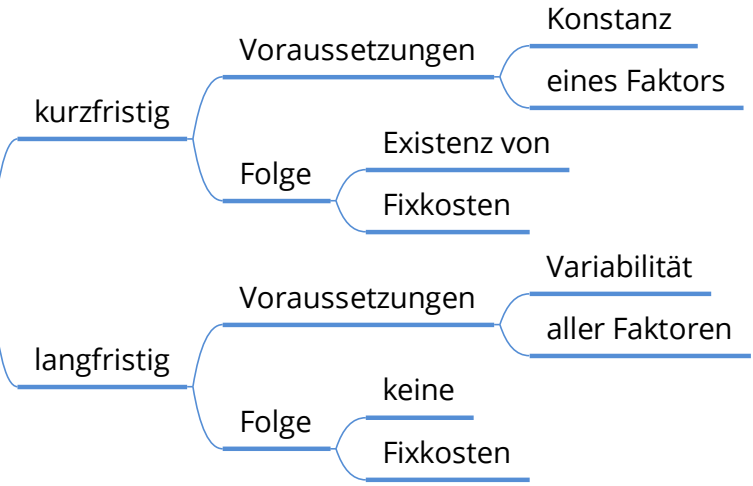 kurzfristig
Voraussetzungen
Konstanz
eines Faktors
Folge
Existenz von
Fixkosten
langfristig
Voraussetzungen
Variabilität
aller Faktoren
Folge
keine
Fixkosten